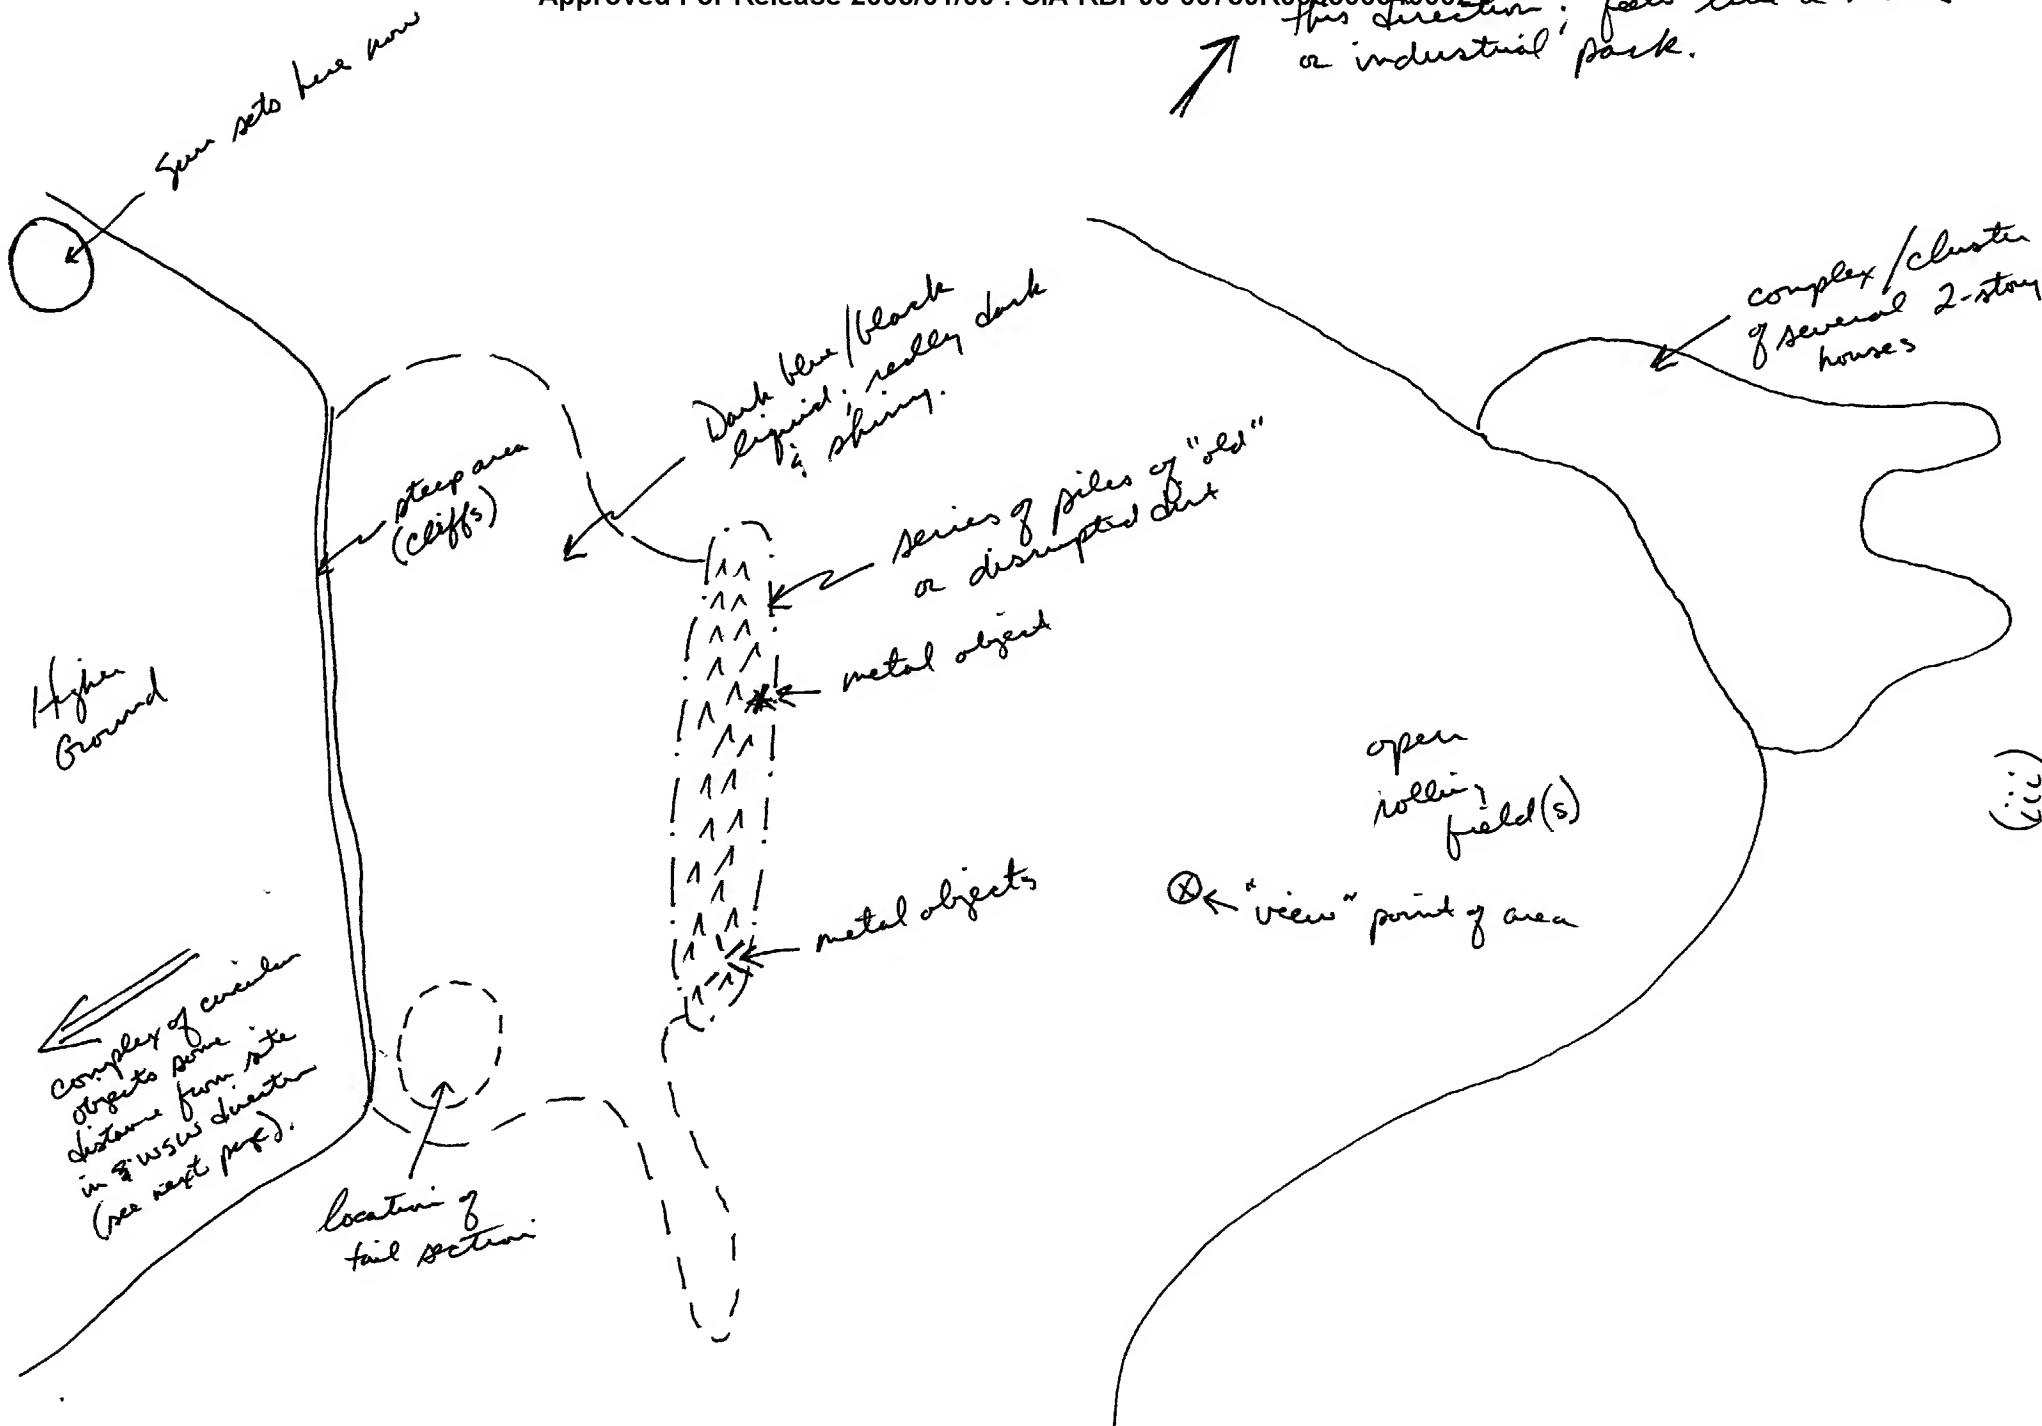 Approved For Release
this direction; feels like a
or industrial park.
Sun sets here now
complex/cluster
of several 2-story
houses
Dark blue/black
liquid; really dark
& shiny.
steep area
(cliffs)
series of piles of "old"
or disrupted dirt
metal object
Higher
Ground
open
rolling
field(s)
metal objects
"view" point of area
complex of circular
objects some
distance from site
in WSW direction
(see next page).
location of
tail section